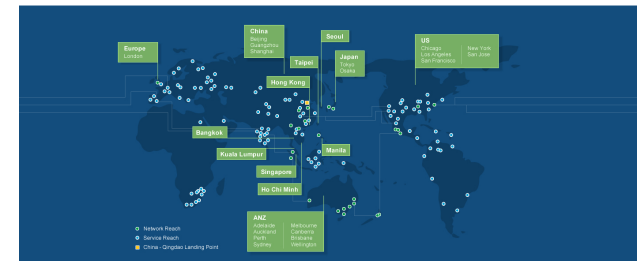 China
Beijing
Guangzhou
Shanghai
Seoul
US
Chicago
Los Angeles
San Francisco
New York
San Jose
Europe
London
Taipei
Japan
Tokyo
Osaka
Hong Kong
Bangkok
Kuala Lumpur
Manila
Singapore
Ho Chi Minh
ANZ
Adelaide
Auckland
Perth
Sydney
Melbourne
Canberra
Brisbane
Wellington
Network Reach
Service Reach
China - Qingdao Landing Point